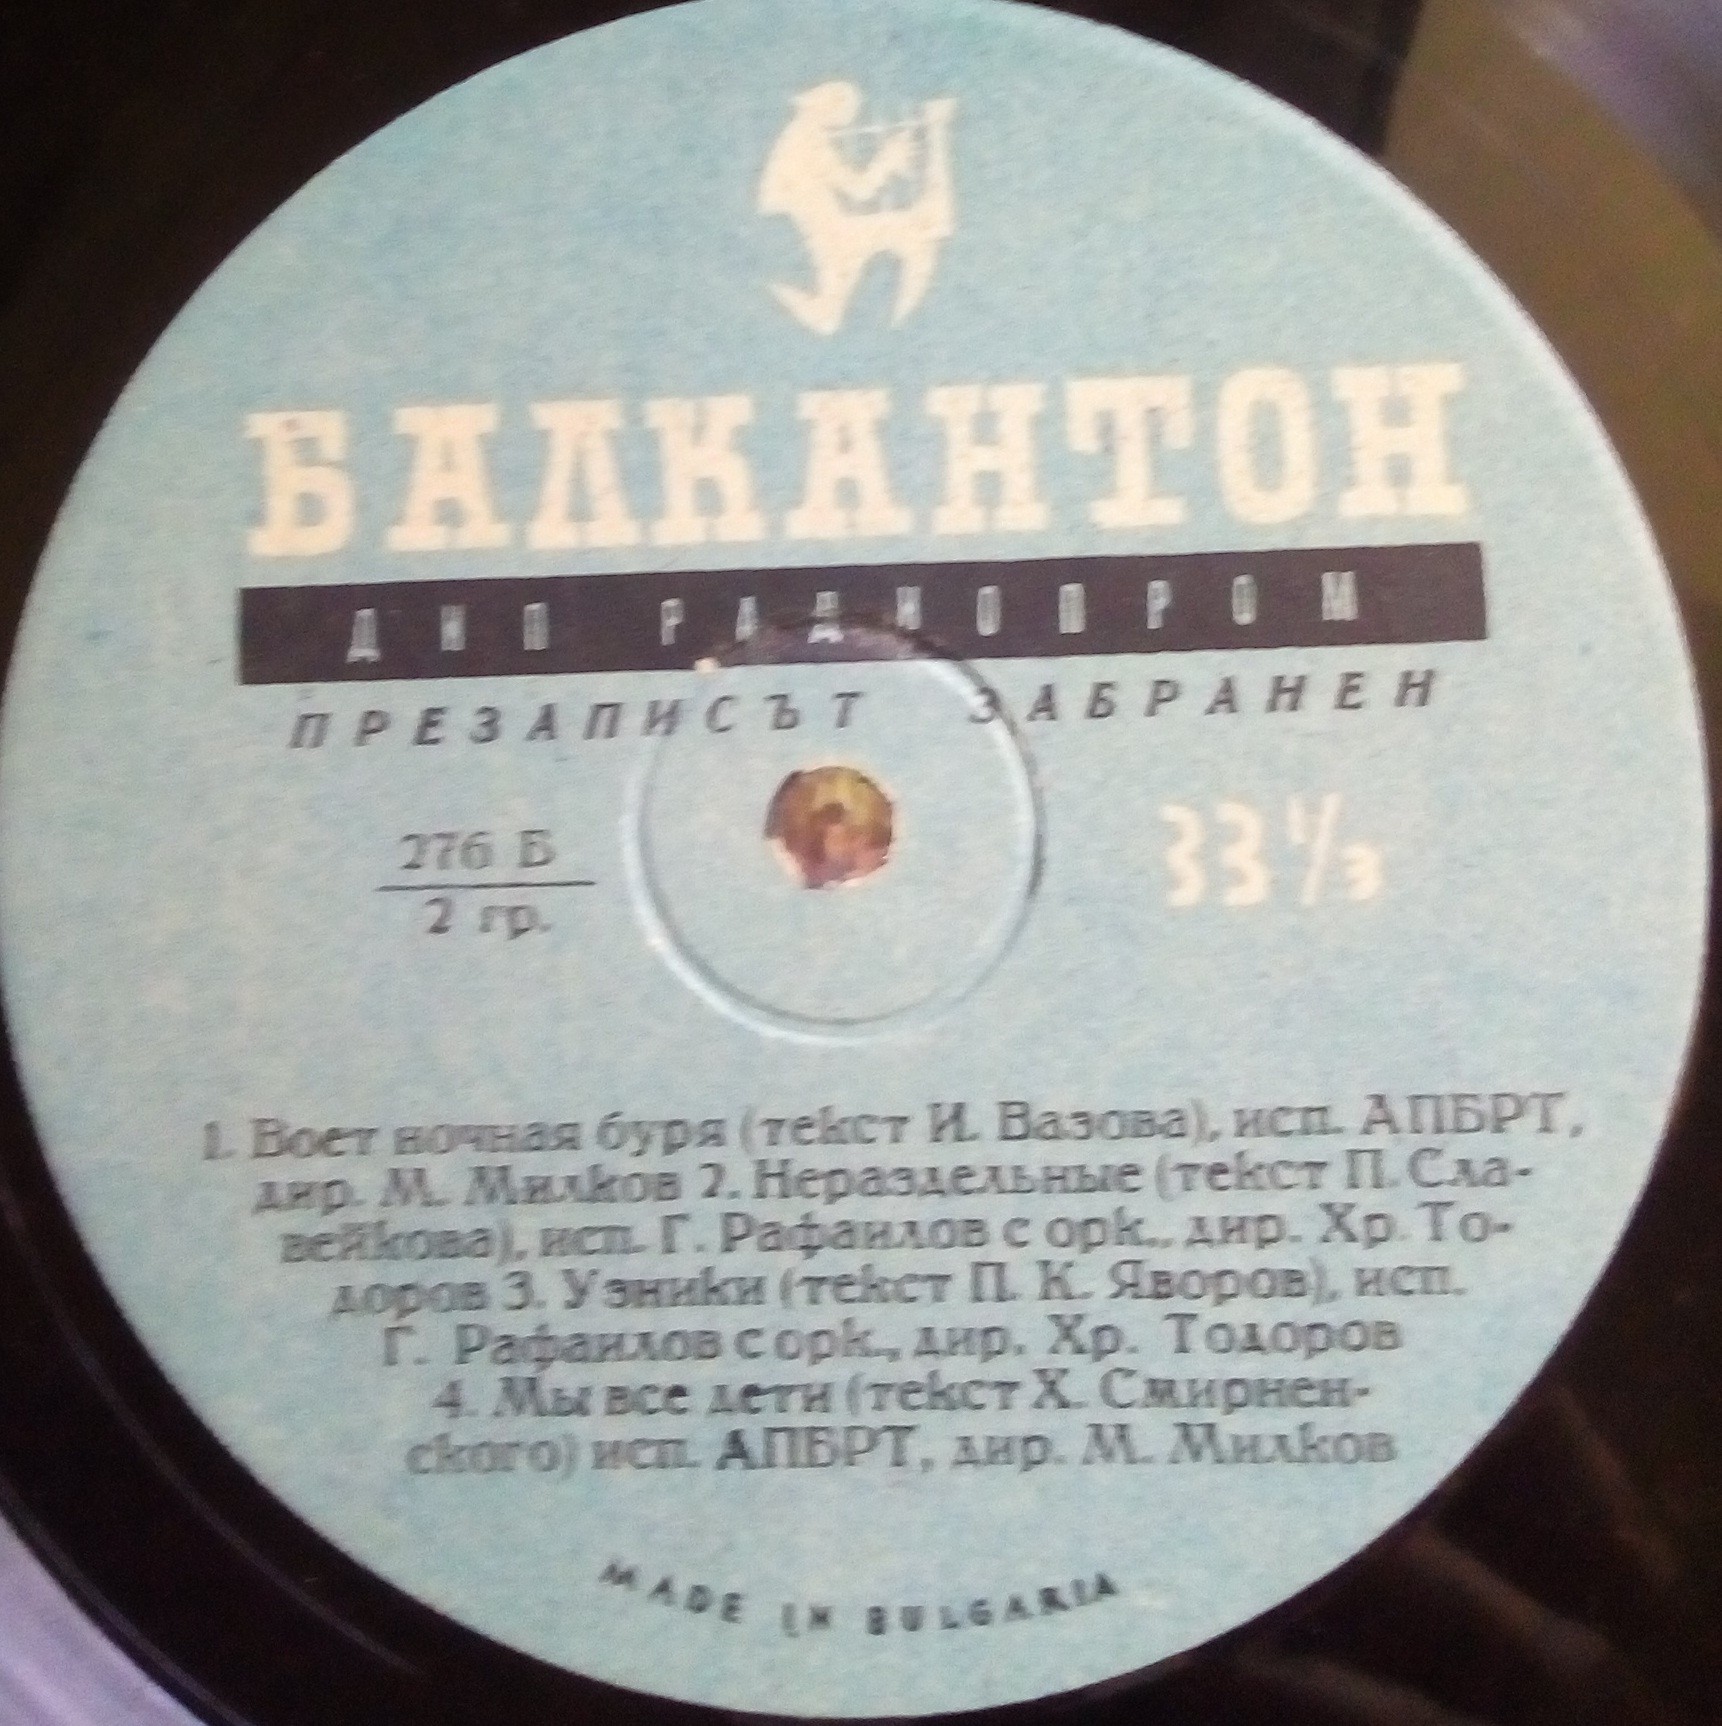 БАЛКАНТОН
ДИП РАДИОПРОМ
ПРЕЗАПИСЪТ ЗАБРАНЕН
276 Б
2 гр.
33 1/3
1. Воет ночная буря (текст И. Вазова), исп. АПБРТ,
дир. М. Милков 2. Нераздельные (текст П. Сла-
вейкова), исп. Г. Рафаилов с орк., дир. Хр. То-
доров 3. Узники (текст П. К. Яворов), исп.
Г. Рафаилов с орк., дир. Хр. Тодоров
4. Мы все дети (текст Х. Смирнен-
ского) исп. АПБРТ, дир. М. Милков
MADE IN BULGARIA